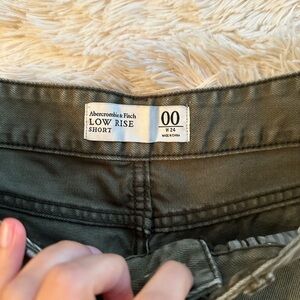 Abercrombie & Fitch
LOW RISE
SHORT
00
W 24
MADE IN CHINA